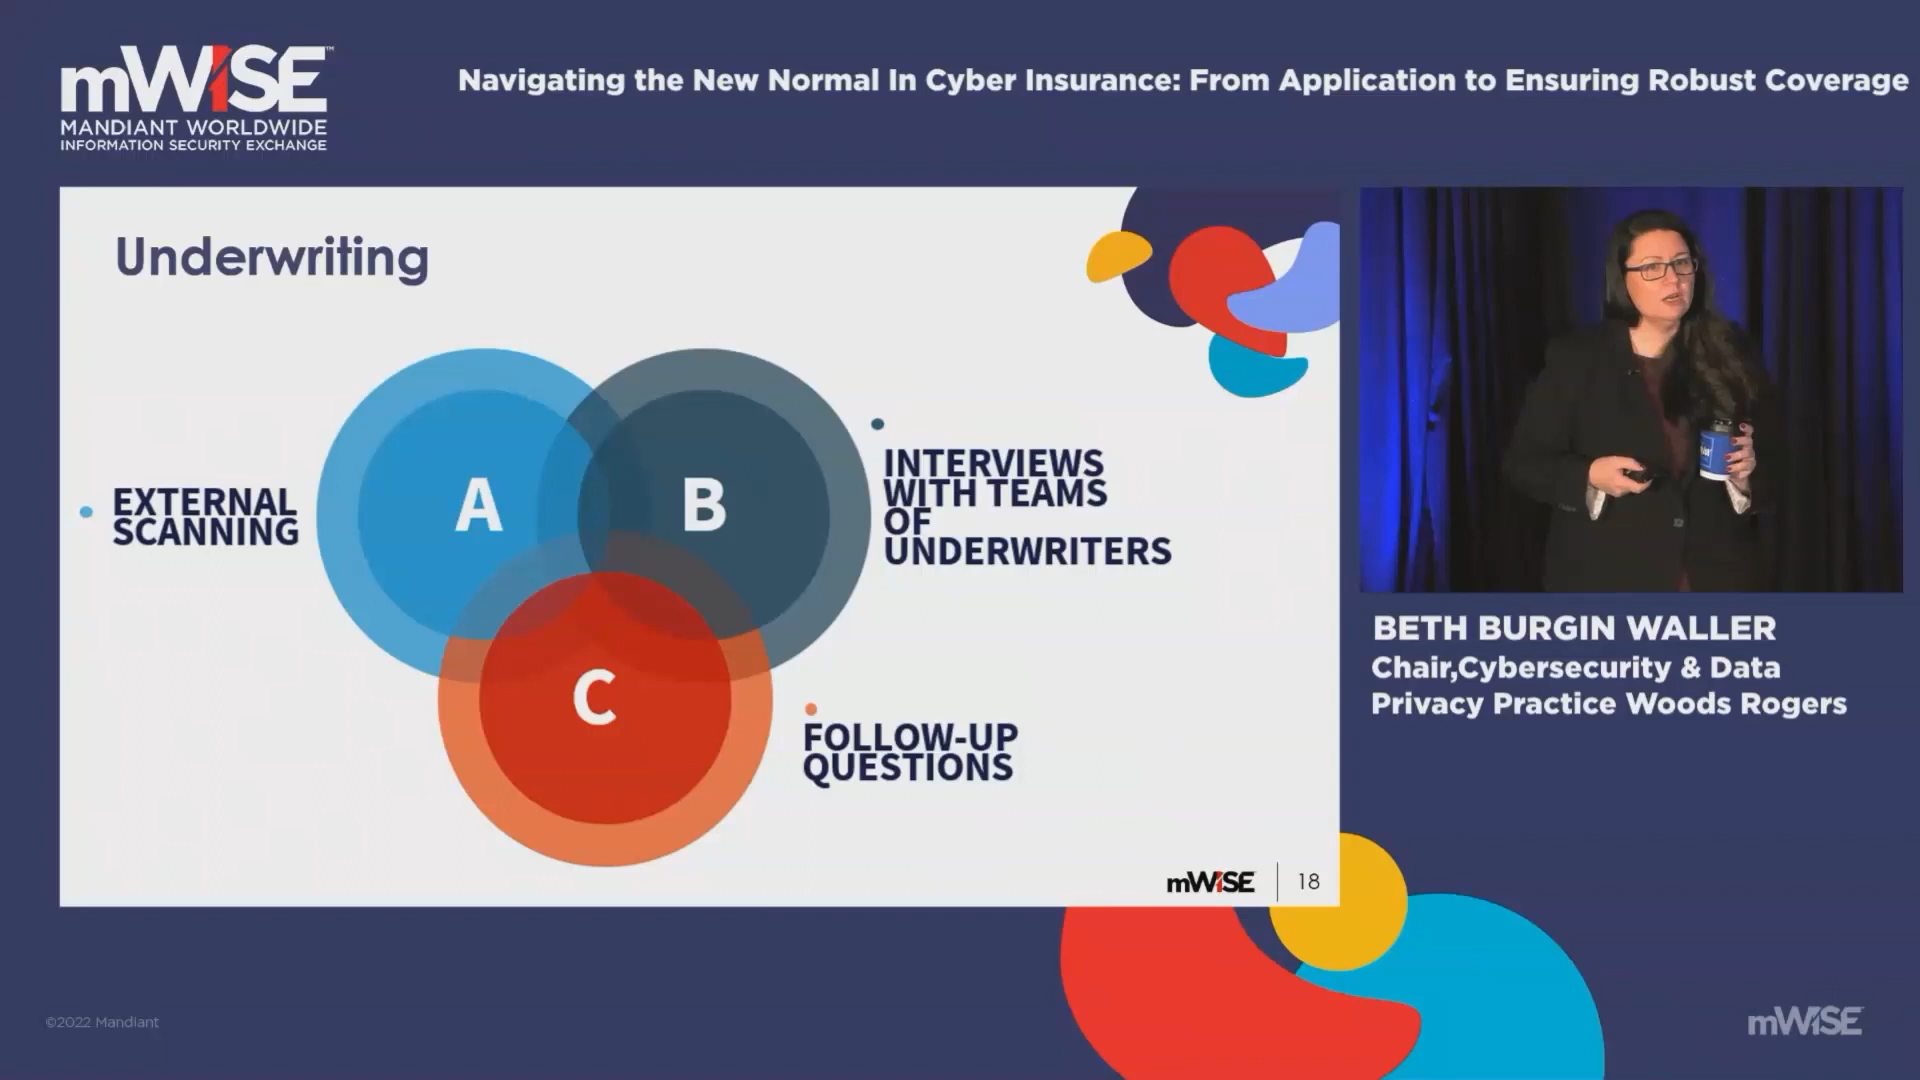 mWISE™
MANDIANT WORLDWIDE
INFORMATION SECURITY EXCHANGE
Navigating the New Normal In Cyber Insurance: From Application to Ensuring Robust Coverage
Underwriting
A
B
C
EXTERNAL
SCANNING
INTERVIEWS
WITH TEAMS
OF
UNDERWRITERS
FOLLOW-UP
QUESTIONS
mWISE
18
BETH BURGIN WALLER
Chair,Cybersecurity & Data
Privacy Practice Woods Rogers
©2022 Mandiant
mWISE